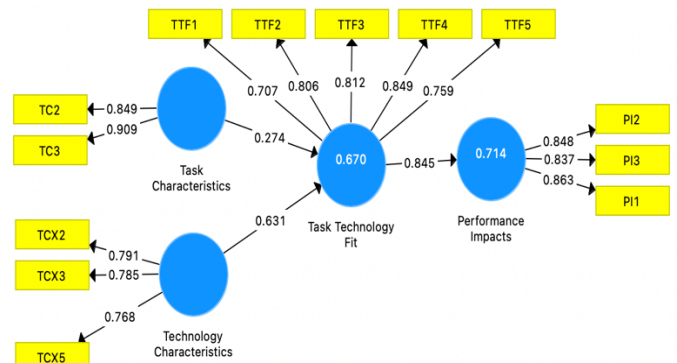 TTF1 TTF2 TTF3 TTF4 TTF5
0.707 0.806 0.812 0.849 0.759
TC2 0.849
TC3 0.909
Task
Characteristics
0.274
0.670
0.845
0.714
Task Technology
Fit
Performance
Impacts
0.848 PI2
0.837 PI3
0.863 PI1
0.631
TCX2 0.791
TCX3 0.785
0.768
TCX5
Technology
Characteristics